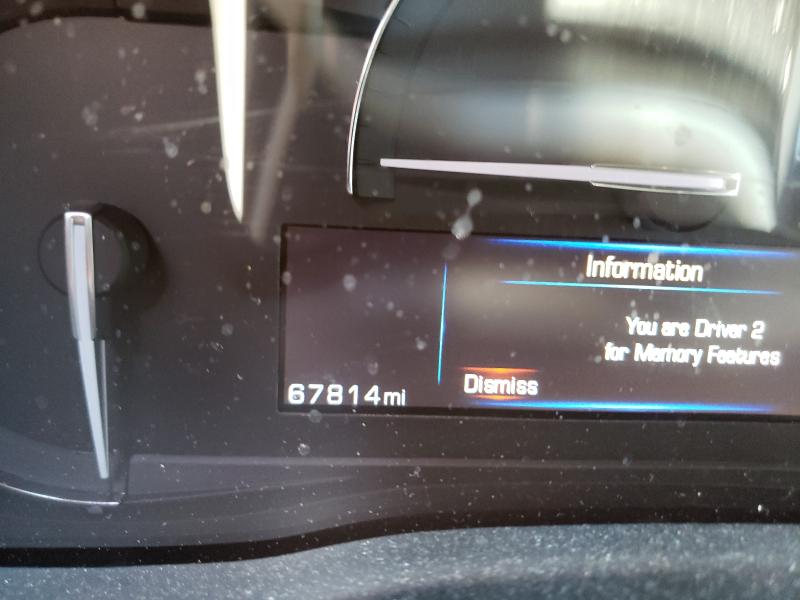 Information
You are Driver 2
for Memory Features
Dismiss
67814mi